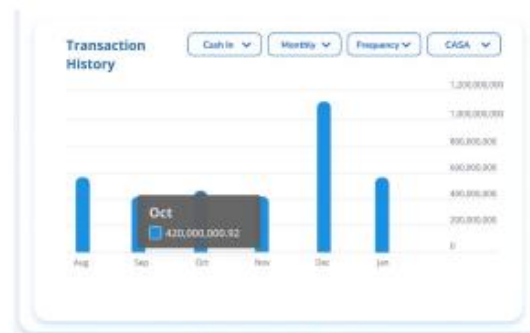 Transaction
History
Cash In
Monthly
Frequency
CASA
1,200,000,000
1,000,000,000
800,000,000
600,000,000
400,000,000
200,000,000
0
Oct
420,000,000.92
Aug Sep Oct Nov Dec Jan